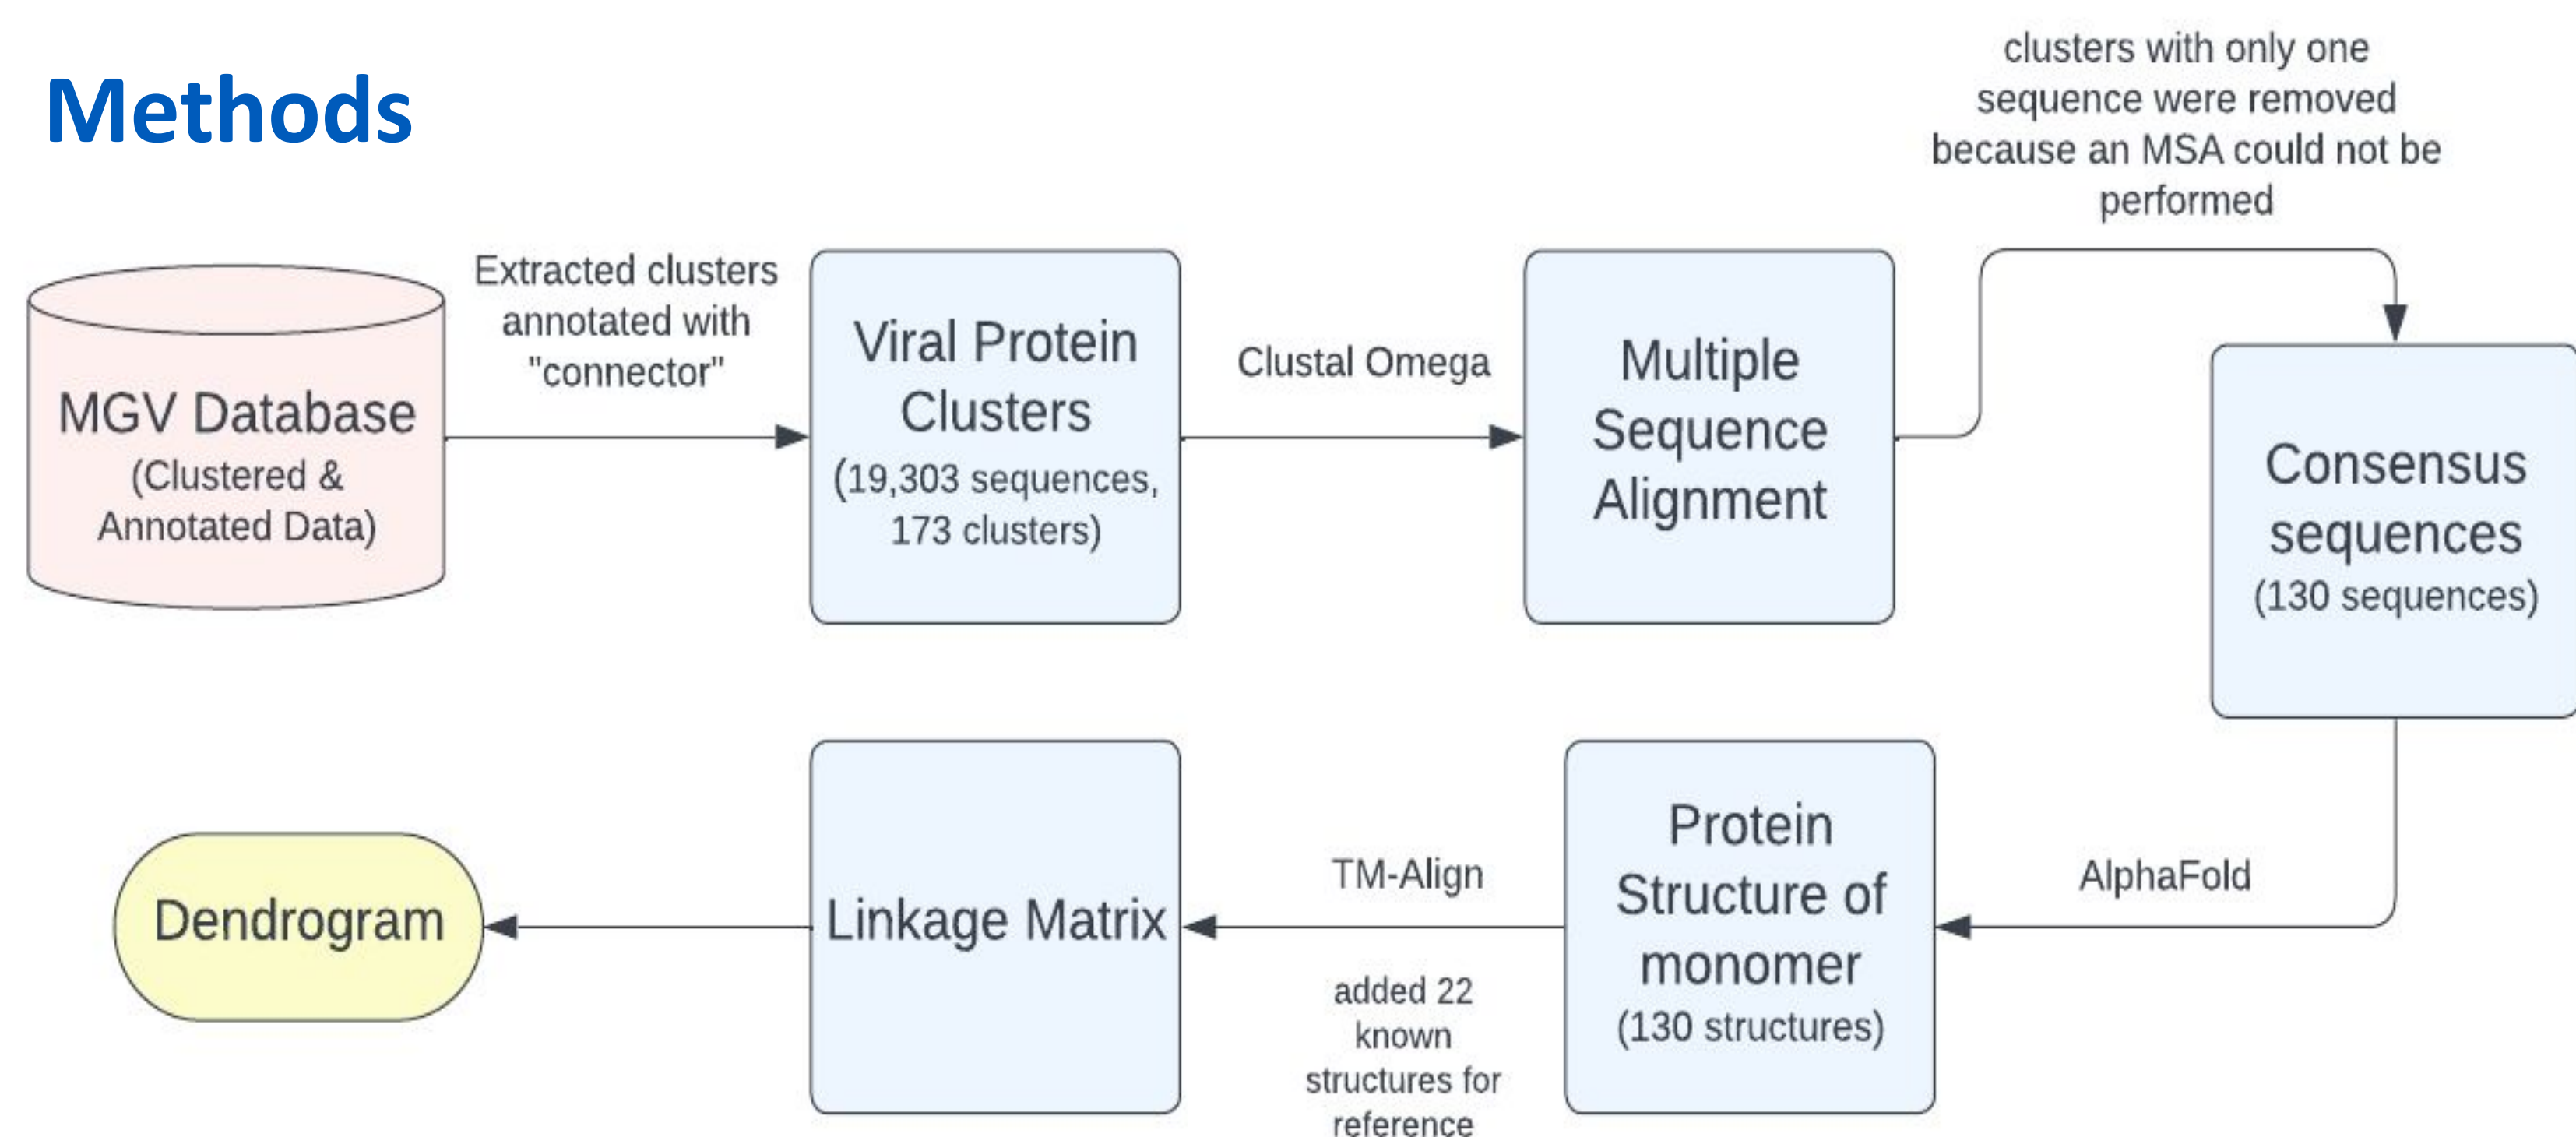 Methods
MGV Database
(Clustered &
Annotated Data)
Extracted clusters
annotated with
"connector"
Viral Protein
Clusters
(19,303 sequences,
173 clusters)
Clustal Omega
Multiple
Sequence
Alignment
clusters with only one
sequence were removed
because an MSA could not be
performed
Consensus
sequences
(130 sequences)
AlphaFold
Protein
Structure of
monomer
(130 structures)
TM-Align
added 22
known
structures for
reference
Linkage Matrix
Dendrogram